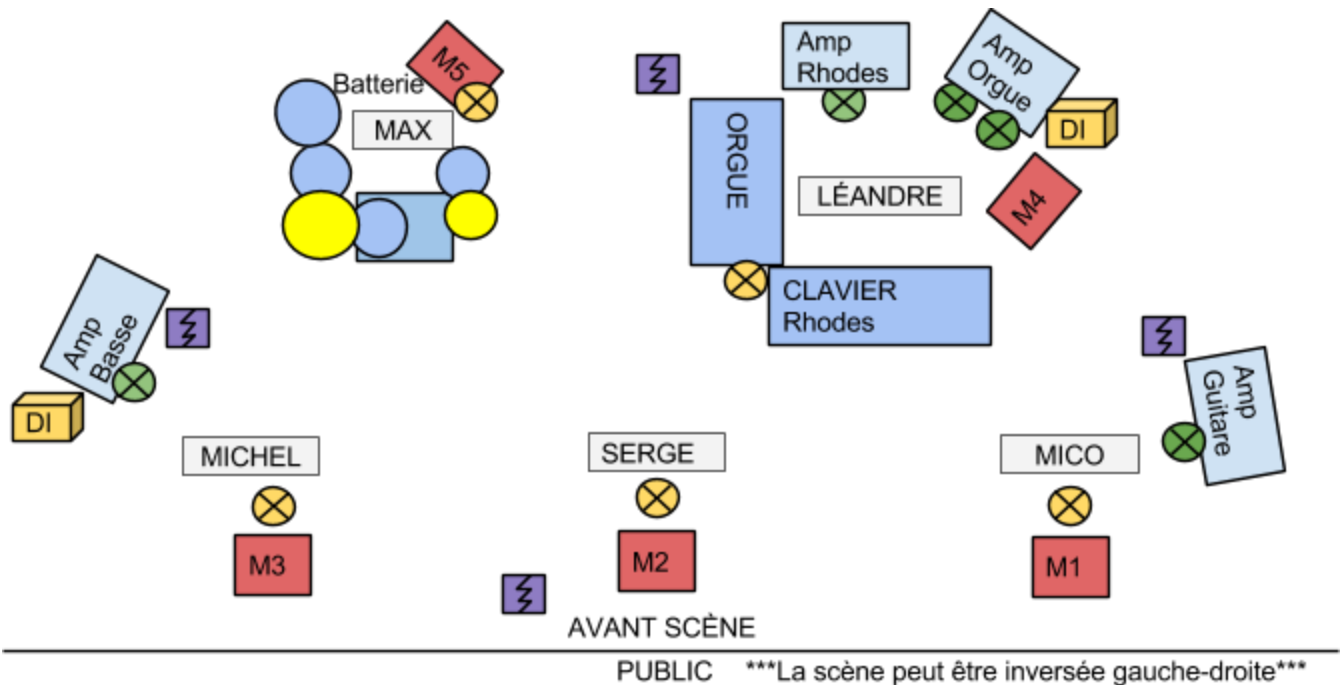 Batterie
M5
MAX
Amp
Rhodes
Amp
Orgue
DI
ORGUE
LÉANDRE
M4
CLAVIER
Rhodes
Amp
Basse
DI
Amp
Guitare
MICHEL
SERGE
MICO
M3
M2
M1
AVANT SCÈNE
PUBLIC ***La scène peut être inversée gauche-droite***